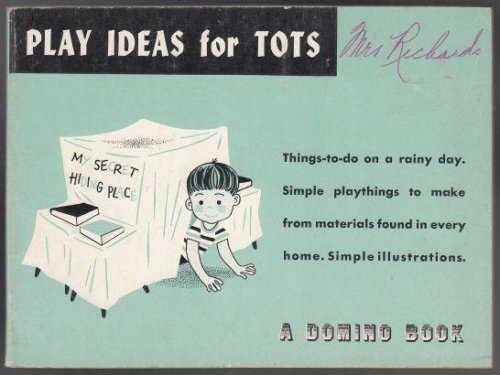 PLAY IDEAS for TOTS
Mrs Richards
MY SECRET
HIDING PLACE
Things-to-do on a rainy day.
Simple playthings to make
from materials found in every
home. Simple illustrations.
A DOMINO BOOK